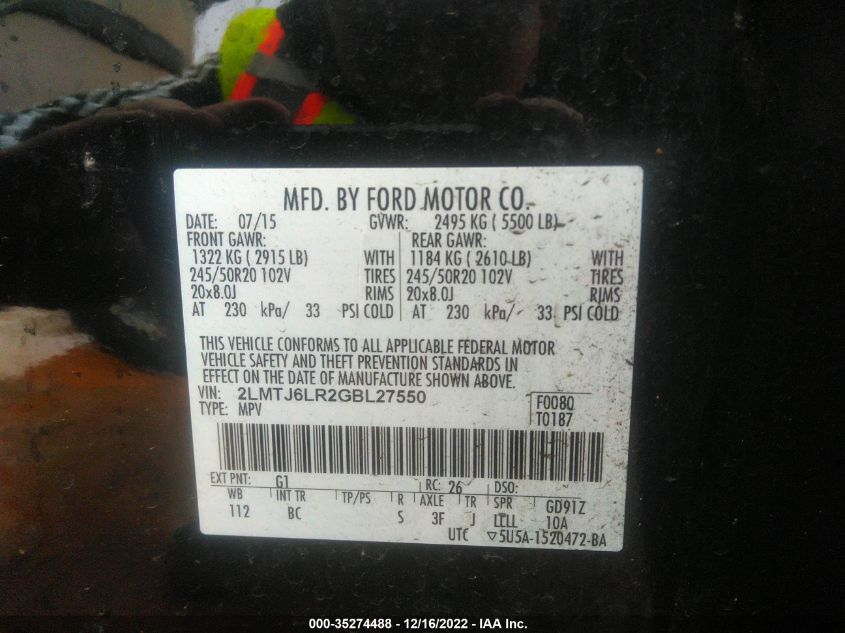 MFD. BY FORD MOTOR CO.
DATE: 07/15 GVWR: 2495 KG ( 5500 LB)
FRONT GAWR: REAR GAWR:
1322 KG ( 2915 LB) WITH 1184 KG ( 2610 LB) WITH
245/50R20 102V TIRES 245/50R20 102V TIRES
20x8.0J RIMS 20x8.0J RIMS
AT 230 kPa/ 33 PSI COLD AT 230 kPa/ 33 PSI COLD
THIS VEHICLE CONFORMS TO ALL APPLICABLE FEDERAL MOTOR
VEHICLE SAFETY AND THEFT PREVENTION STANDARDS IN
EFFECT ON THE DATE OF MANUFACTURE SHOWN ABOVE.
VIN: 2LMTJ6LR2GBL27550 F0080
TYPE: MPV T0187
EXT PNT: G1 RC: 26 DSO:
WB INT TR TP/PS R AXLE TR SPR GD91Z
112 BC S 3F J LLLL 10A
UTC ▽5U5A-1520472-BA
000-35274488 - 12/16/2022 - IAA Inc.